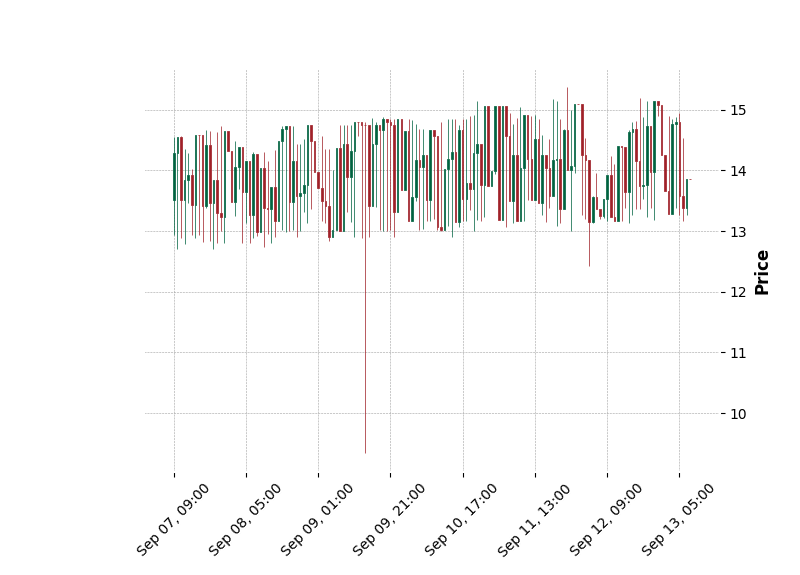 15
14
13
12
11
10
Price
Sep 07, 09:00
Sep 08, 05:00
Sep 09, 01:00
Sep 09, 21:00
Sep 10, 17:00
Sep 11, 13:00
Sep 12, 09:00
Sep 13, 05:00